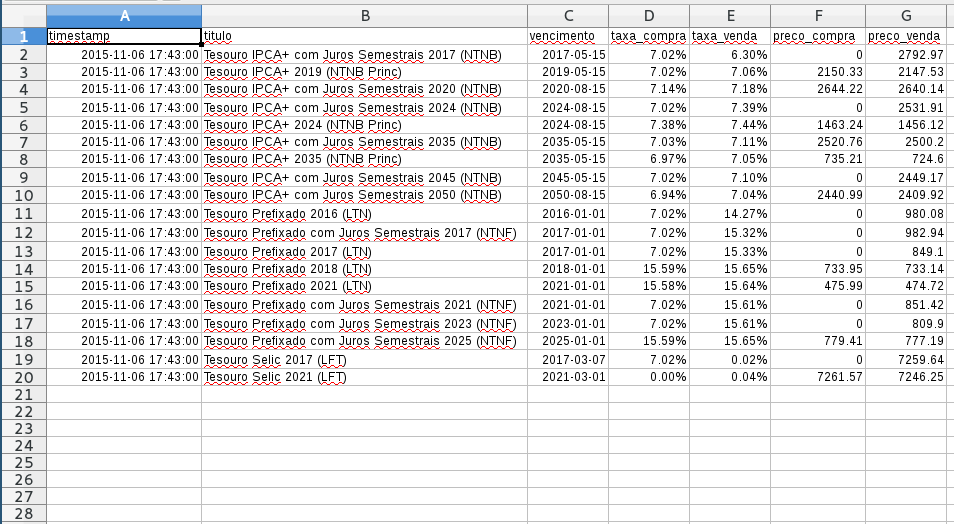 A B C D E F G
1 timestamp titulo vencimento taxa_compra taxa_venda preco_compra preco_venda
2 2015-11-06 17:43:00 Tesouro IPCA+ com Juros Semestrais 2017 (NTNB) 2017-05-15 7.02% 6.30% 0 2792.97
3 2015-11-06 17:43:00 Tesouro IPCA+ 2019 (NTNB Princ) 2019-05-15 7.02% 7.06% 2150.33 2147.53
4 2015-11-06 17:43:00 Tesouro IPCA+ com Juros Semestrais 2020 (NTNB) 2020-08-15 7.14% 7.18% 2644.22 2640.14
5 2015-11-06 17:43:00 Tesouro IPCA+ com Juros Semestrais 2024 (NTNB) 2024-08-15 7.02% 7.39% 0 2531.91
6 2015-11-06 17:43:00 Tesouro IPCA+ 2024 (NTNB Princ) 2024-08-15 7.38% 7.44% 1463.24 1456.12
7 2015-11-06 17:43:00 Tesouro IPCA+ com Juros Semestrais 2035 (NTNB) 2035-05-15 7.03% 7.11% 2520.76 2500.2
8 2015-11-06 17:43:00 Tesouro IPCA+ 2035 (NTNB Princ) 2035-05-15 6.97% 7.05% 735.21 724.6
9 2015-11-06 17:43:00 Tesouro IPCA+ com Juros Semestrais 2045 (NTNB) 2045-05-15 7.02% 7.10% 0 2449.17
10 2015-11-06 17:43:00 Tesouro IPCA+ com Juros Semestrais 2050 (NTNB) 2050-08-15 6.94% 7.04% 2440.99 2409.92
11 2015-11-06 17:43:00 Tesouro Prefixado 2016 (LTN) 2016-01-01 7.02% 14.27% 0 980.08
12 2015-11-06 17:43:00 Tesouro Prefixado com Juros Semestrais 2017 (NTNF) 2017-01-01 7.02% 15.32% 0 982.94
13 2015-11-06 17:43:00 Tesouro Prefixado 2017 (LTN) 2017-01-01 7.02% 15.33% 0 849.1
14 2015-11-06 17:43:00 Tesouro Prefixado 2018 (LTN) 2018-01-01 15.59% 15.65% 733.95 733.14
15 2015-11-06 17:43:00 Tesouro Prefixado 2021 (LTN) 2021-01-01 15.58% 15.64% 475.99 474.72
16 2015-11-06 17:43:00 Tesouro Prefixado com Juros Semestrais 2021 (NTNF) 2021-01-01 7.02% 15.61% 0 851.42
17 2015-11-06 17:43:00 Tesouro Prefixado com Juros Semestrais 2023 (NTNF) 2023-01-01 7.02% 15.61% 0 809.9
18 2015-11-06 17:43:00 Tesouro Prefixado com Juros Semestrais 2025 (NTNF) 2025-01-01 15.59% 15.65% 779.41 777.19
19 2015-11-06 17:43:00 Tesouro Selic 2017 (LFT) 2017-03-07 7.02% 0.02% 0 7259.64
20 2015-11-06 17:43:00 Tesouro Selic 2021 (LFT) 2021-03-01 0.00% 0.04% 7261.57 7246.25
21
22
23
24
25
26
27
28